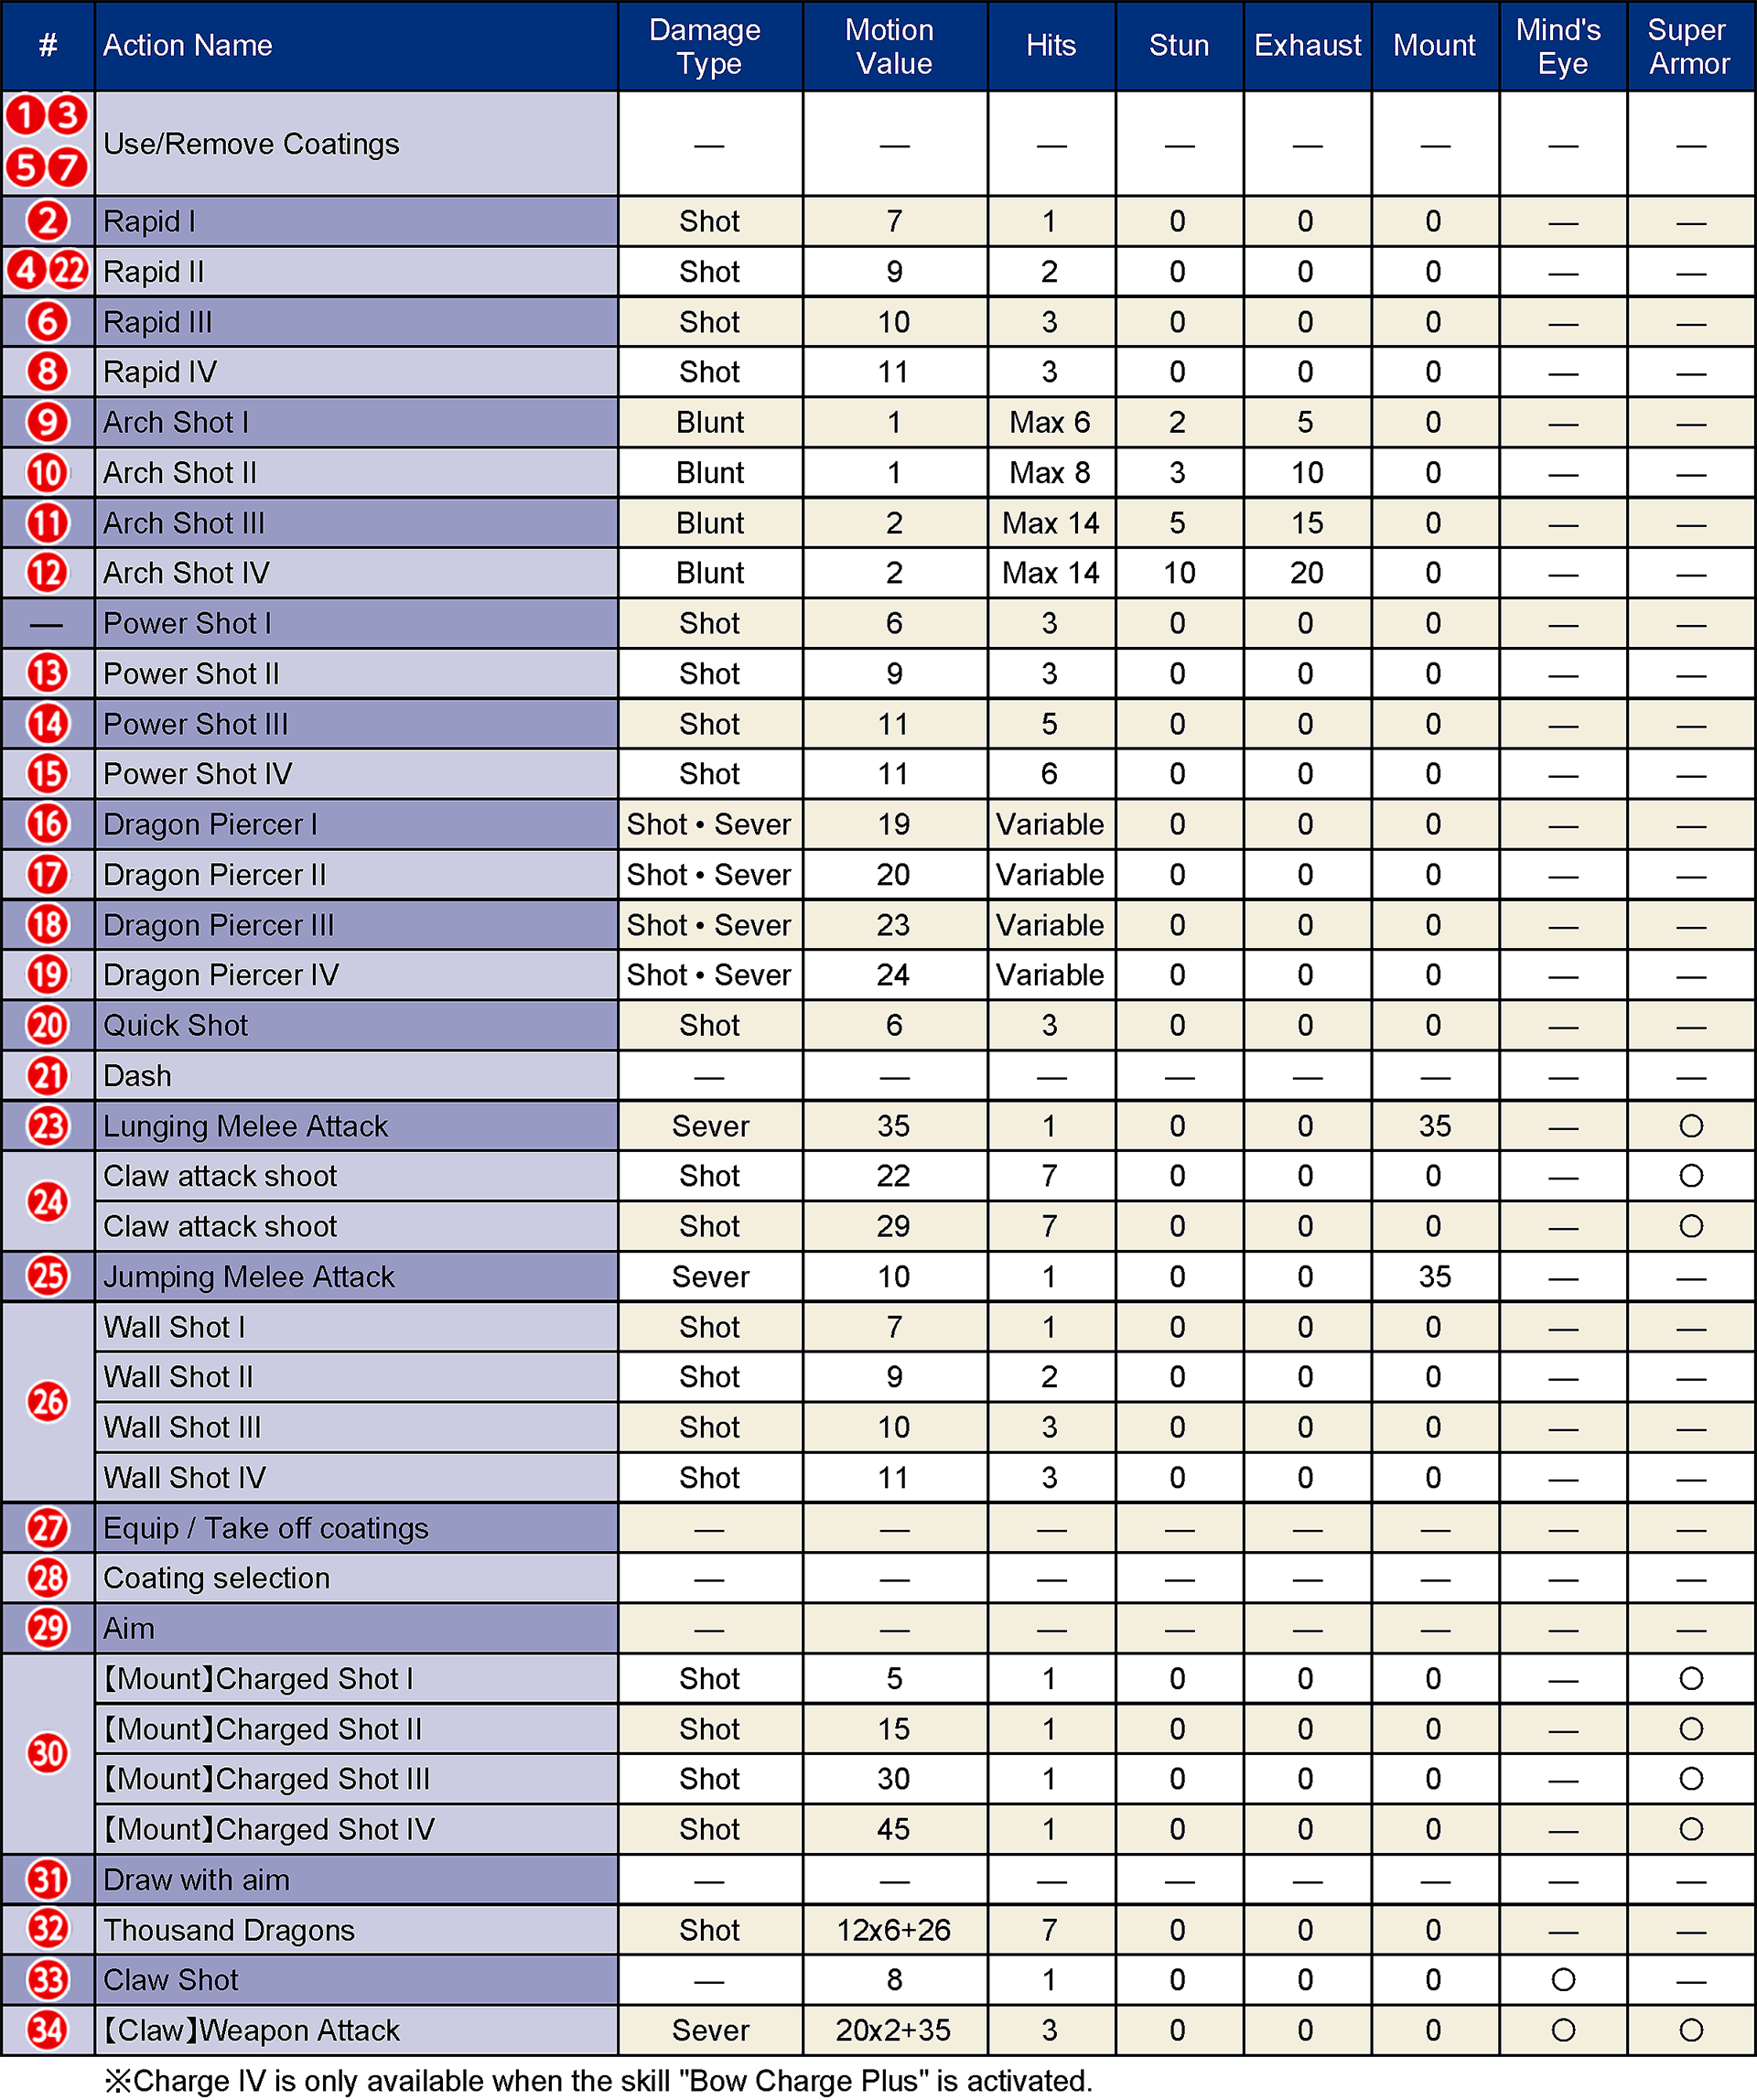 # Action Name Damage Type Motion Value Hits Stun Exhaust Mount Mind's Eye Super Armor
1 3 5 7 Use/Remove Coatings — — — — — — — —
2 Rapid I Shot 7 1 0 0 0 — —
4 22 Rapid II Shot 9 2 0 0 0 — —
6 Rapid III Shot 10 3 0 0 0 — —
8 Rapid IV Shot 11 3 0 0 0 — —
9 Arch Shot I Blunt 1 Max 6 2 5 0 — —
10 Arch Shot II Blunt 1 Max 8 3 10 0 — —
11 Arch Shot III Blunt 2 Max 14 5 15 0 — —
12 Arch Shot IV Blunt 2 Max 14 10 20 0 — —
— Power Shot I Shot 6 3 0 0 0 — —
13 Power Shot II Shot 9 3 0 0 0 — —
14 Power Shot III Shot 11 5 0 0 0 — —
15 Power Shot IV Shot 11 6 0 0 0 — —
16 Dragon Piercer I Shot • Sever 19 Variable 0 0 0 — —
17 Dragon Piercer II Shot • Sever 20 Variable 0 0 0 — —
18 Dragon Piercer III Shot • Sever 23 Variable 0 0 0 — —
19 Dragon Piercer IV Shot • Sever 24 Variable 0 0 0 — —
20 Quick Shot Shot 6 3 0 0 0 — —
21 Dash — — — — — — — —
23 Lunging Melee Attack Sever 35 1 0 0 35 — ○
24 Claw attack shoot Shot 22 7 0 0 0 — ○
Claw attack shoot Shot 29 7 0 0 0 — ○
25 Jumping Melee Attack Sever 10 1 0 0 35 — —
26 Wall Shot I Shot 7 1 0 0 0 — —
Wall Shot II Shot 9 2 0 0 0 — —
Wall Shot III Shot 10 3 0 0 0 — —
Wall Shot IV Shot 11 3 0 0 0 — —
27 Equip / Take off coatings — — — — — — — —
28 Coating selection — — — — — — — —
29 Aim — — — — — — — —
30 【Mount】Charged Shot I Shot 5 1 0 0 0 — ○
【Mount】Charged Shot II Shot 15 1 0 0 0 — ○
【Mount】Charged Shot III Shot 30 1 0 0 0 — ○
【Mount】Charged Shot IV Shot 45 1 0 0 0 — ○
31 Draw with aim — — — — — — — —
32 Thousand Dragons Shot 12x6+26 7 0 0 0 — —
33 Claw Shot — 8 1 0 0 0 ○ —
34 【Claw】Weapon Attack Sever 20x2+35 3 0 0 0 ○ ○
※Charge IV is only available when the skill "Bow Charge Plus" is activated.